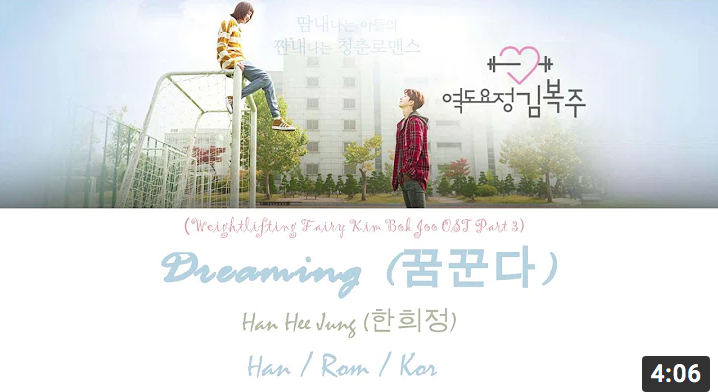 땀내나는 아들의
짠내나는 청춘로맨스
역도요정김복주
(Weightlifting Fairy Kim Bok Joo OST Part 3)
Dreaming (꿈꾼다)
Han Hee Jung (한희정)
Han / Rom / Kor
4:06